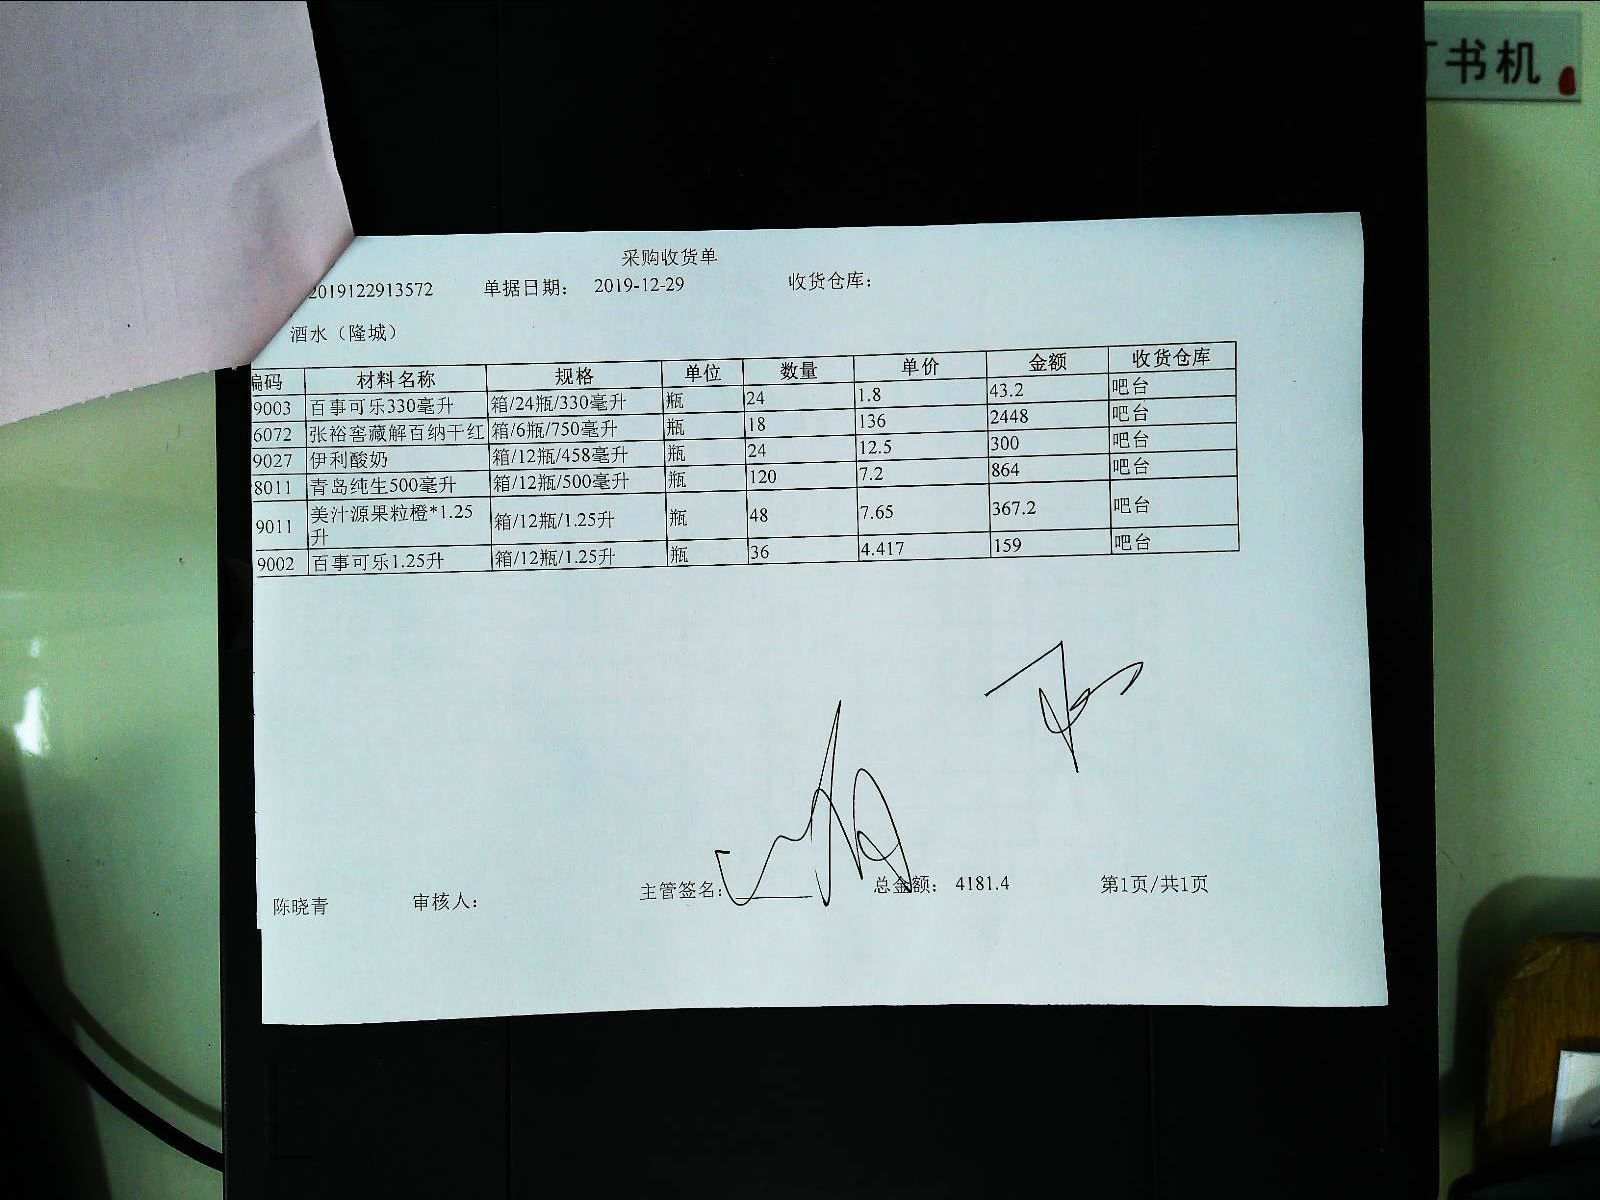 书机
采购收货单
2019122913572 单据日期： 2019-12-29 收货仓库：
酒水（隆城）
编码 材料名称 规格 单位 数量 单价 金额 收货仓库
9003 百事可乐330毫升 箱/24瓶/330毫升 瓶 24 1.8 43.2 吧台
6072 张裕窖藏解百纳干红 箱/6瓶/750毫升 瓶 18 136 2448 吧台
9027 伊利酸奶 箱/12瓶/458毫升 瓶 24 12.5 300 吧台
8011 青岛纯生500毫升 箱/12瓶/500毫升 瓶 120 7.2 864 吧台
9011 美汁源果粒橙*1.25升 箱/12瓶/1.25升 瓶 48 7.65 367.2 吧台
9002 百事可乐1.25升 箱/12瓶/1.25升 瓶 36 4.417 159 吧台
陈晓青 审核人： 主管签名： 总金额： 4181.4 第1页/共1页